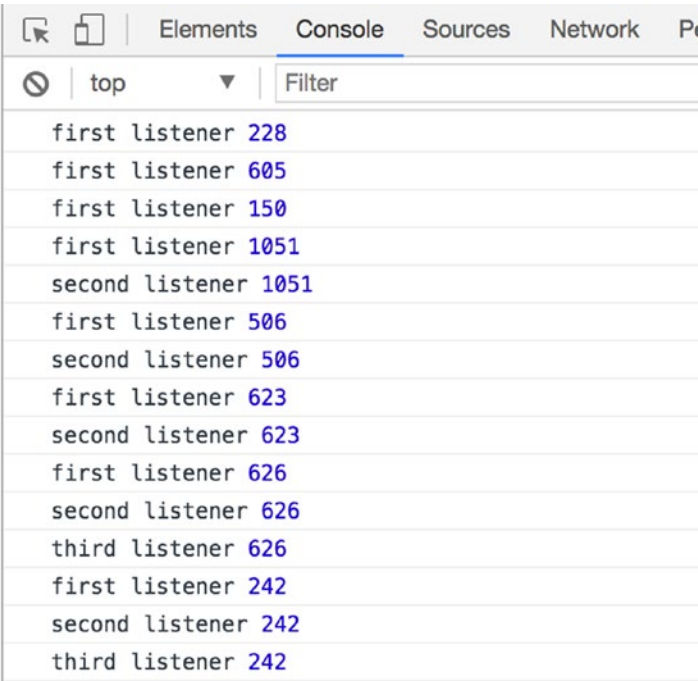 Elements Console Sources Network
top ▼ Filter
first listener 228
first listener 605
first listener 150
first listener 1051
second listener 1051
first listener 506
second listener 506
first listener 623
second listener 623
first listener 626
second listener 626
third listener 626
first listener 242
second listener 242
third listener 242